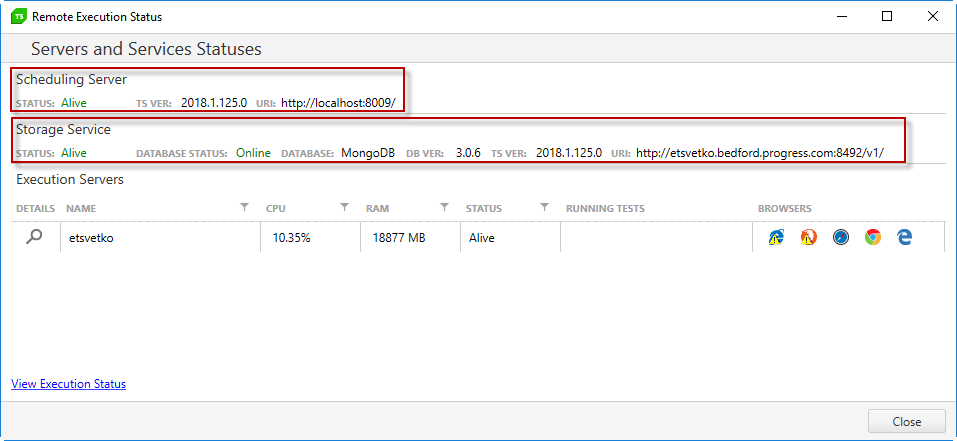 TS Remote Execution Status
Servers and Services Statuses
Scheduling Server
STATUS: Alive TS VER: 2018.1.125.0 URI: http://localhost:8009/
Storage Service
STATUS: Alive DATABASE STATUS: Online DATABASE: MongoDB DB VER: 3.0.6 TS VER: 2018.1.125.0 URI: http://etsvetko.bedford.progress.com:8492/v1/
Execution Servers
DETAILS NAME CPU RAM STATUS RUNNING TESTS BROWSERS
etsvetko 10.35% 18877 MB Alive
View Execution Status
Close